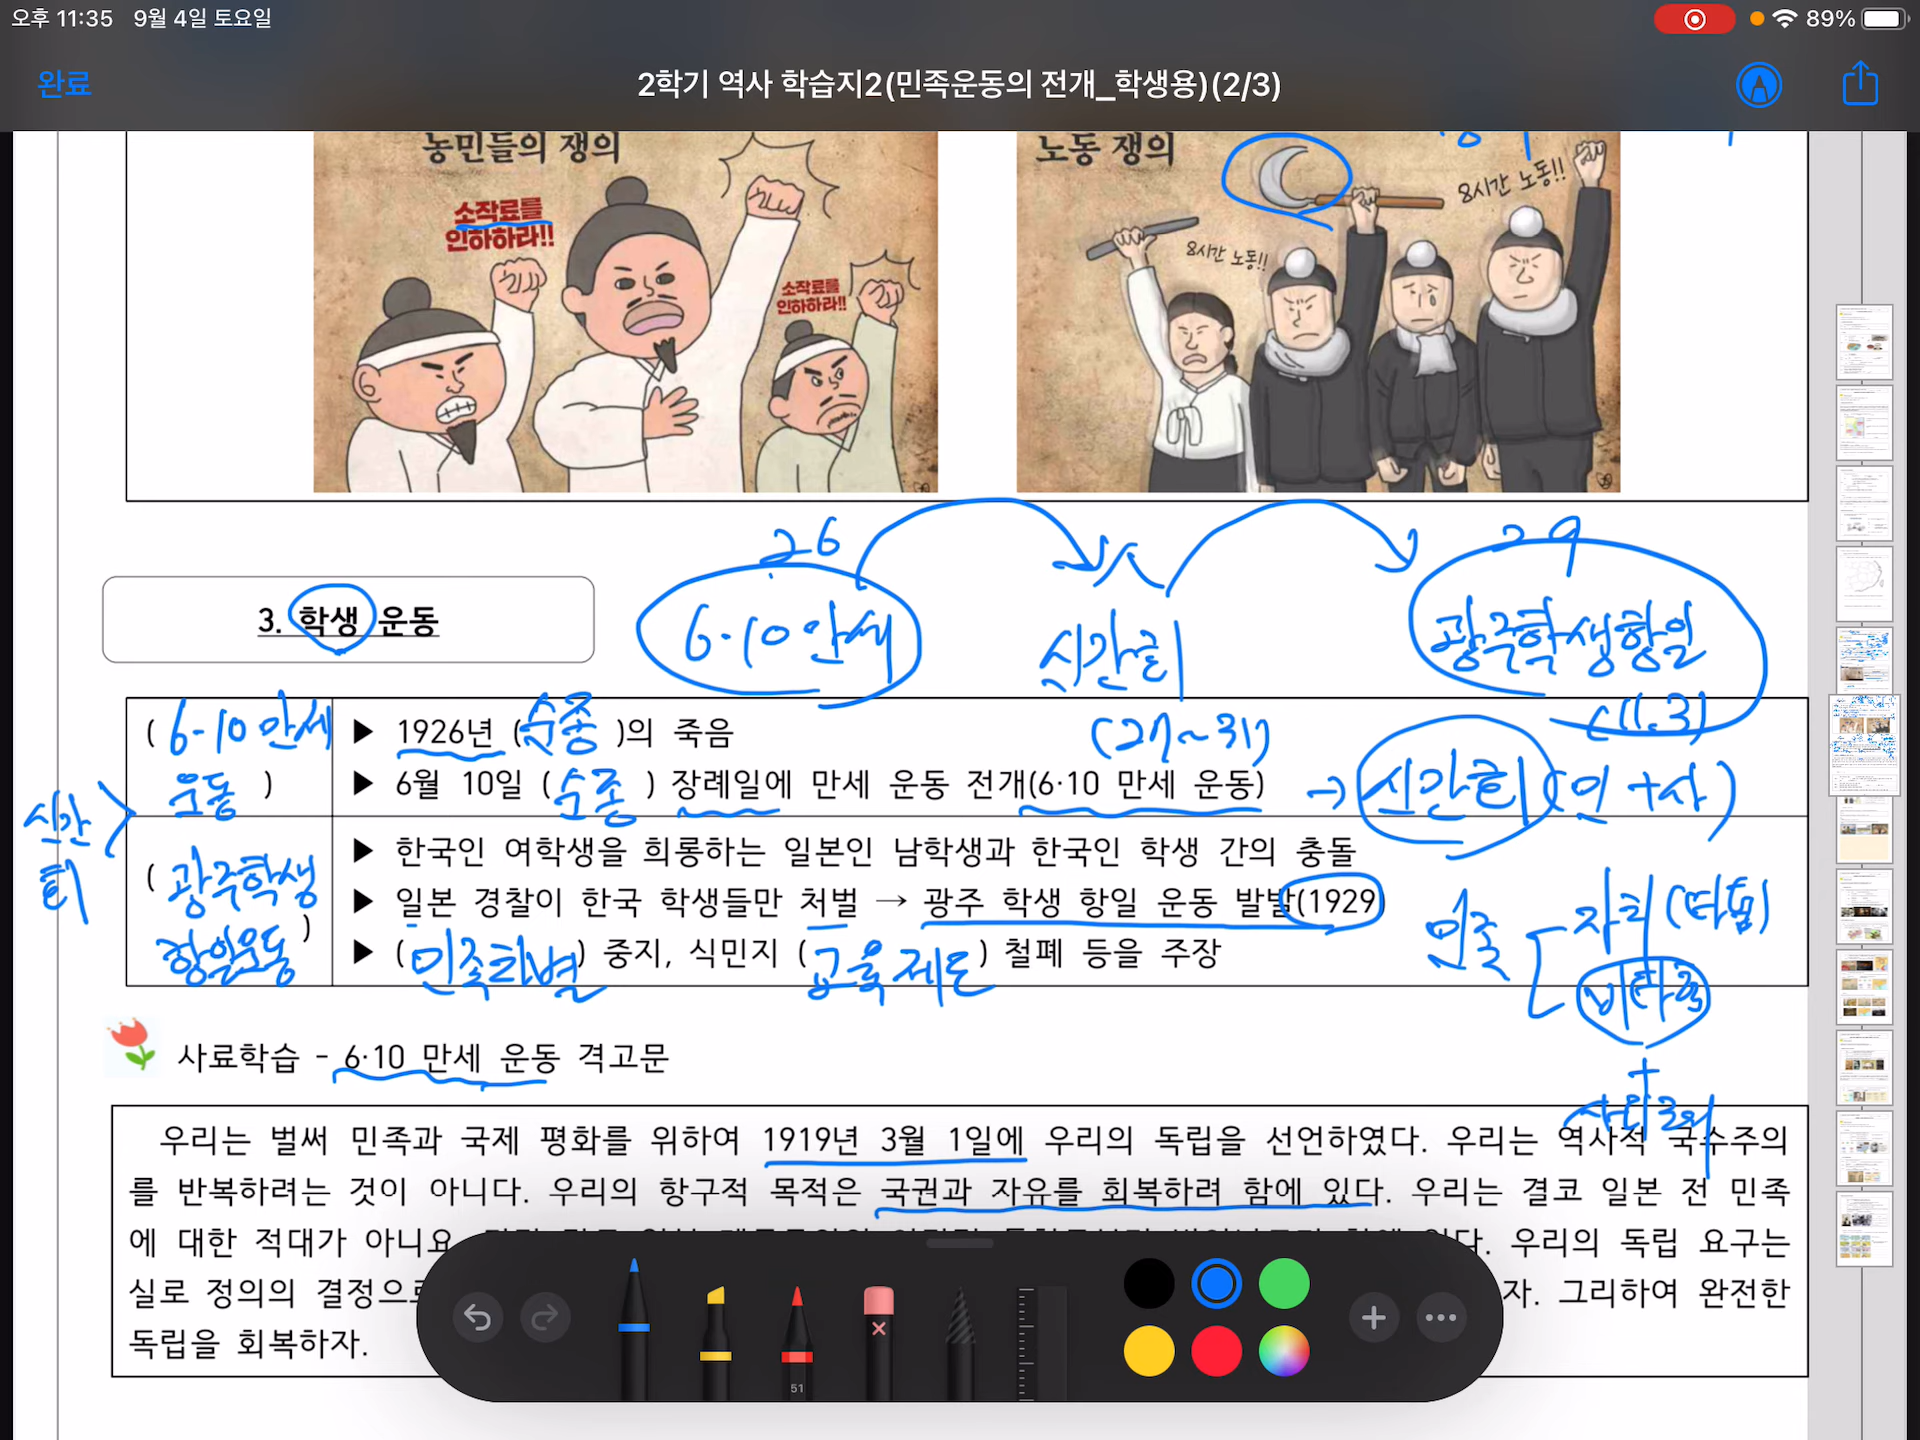 오후 11:35 9월 4일 토요일
89%
완료
2학기 역사 학습지2(민족운동의 전개_학생용)(2/3)
농민들의 쟁의
소작료를
인하하라!!
소작료를
인하하라!!
노동 쟁의
8시간 노동!!
8시간 노동!!
26
29
3. 학생 운동
6·10 만세
신간회
광주학생항일
(27~31)
(11.3)
( 6·10 만세
운동 )
▶ 1926년 (순종 )의 죽음
▶ 6월 10일 (순종 ) 장례일에 만세 운동 전개(6·10 만세 운동)
→ 신간회 (민+사)
신간
회
( 광주학생
항일운동 )
▶ 한국인 여학생을 희롱하는 일본인 남학생과 한국인 학생 간의 충돌
▶ 일본 경찰이 한국 학생들만 처벌 → 광주 학생 항일 운동 발발(1929)
▶ (민족차별) 중지, 식민지 (교육제도) 철폐 등을 주장
민족
자치 (타협)
비타협
+
사회주의
사료학습 - 6·10 만세 운동 격고문
우리는 벌써 민족과 국제 평화를 위하여 1919년 3월 1일에 우리의 독립을 선언하였다. 우리는 역사적 국수주의
를 반복하려는 것이 아니다. 우리의 항구적 목적은 국권과 자유를 회복하려 함에 있다. 우리는 결코 일본 전 민족
에 대한 적대가 아니요 다. 우리의 독립 요구는
실로 정의의 결정으로 자. 그리하여 완전한
독립을 회복하자.
51